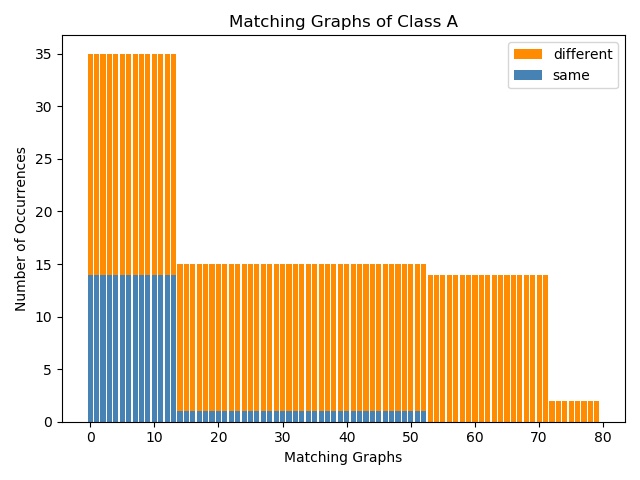 Matching Graphs of Class A
different
same
Number of Occurrences
35
30
25
20
15
10
5
0
0 10 20 30 40 50 60 70 80
Matching Graphs